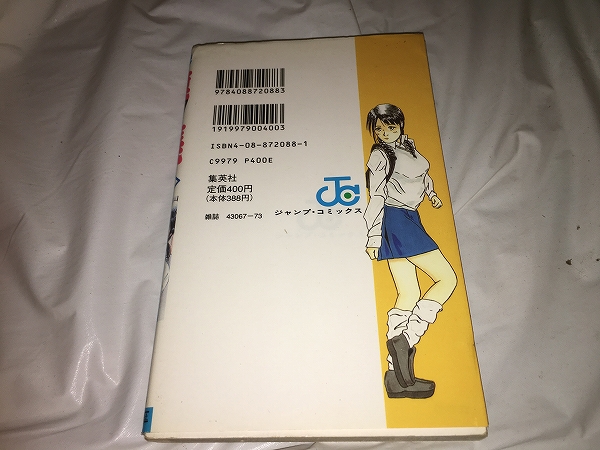 9784088720883
1919979004003
ISBN4-08-872088-1
C9979 P400E
集英社
定価400円
(本体388円)
雑誌 43067-73
JC
ジャンプ・コミックス